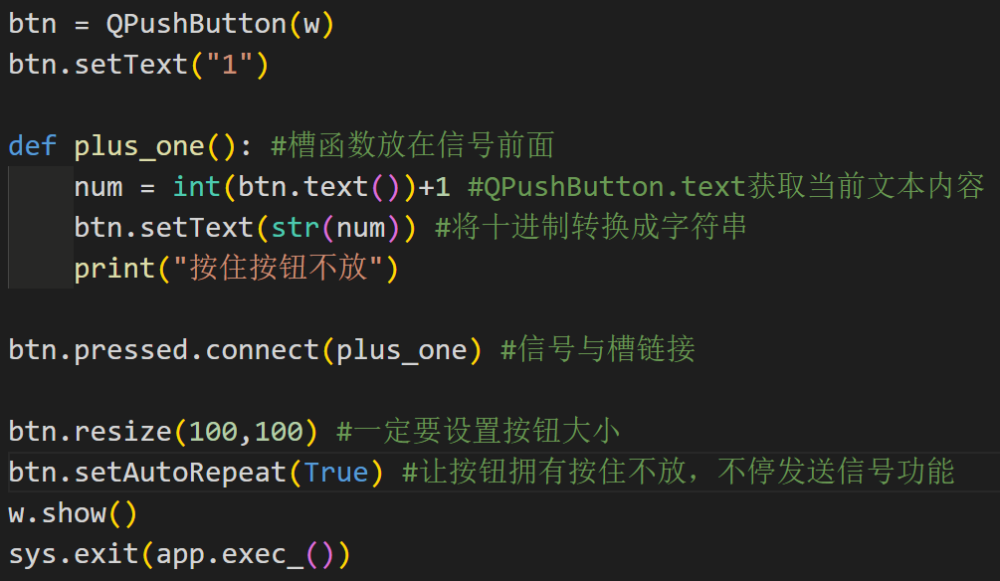 btn = QPushButton(w)
btn.setText("1")
def plus_one(): #槽函数放在信号前面
num = int(btn.text())+1 #QPushButton.text获取当前文本内容
btn.setText(str(num)) #将十进制转换成字符串
print("按住按钮不放")
btn.pressed.connect(plus_one) #信号与槽链接
btn.resize(100,100) #一定要设置按钮大小
btn.setAutoRepeat(True) #让按钮拥有按住不放，不停发送信号功能
w.show()
sys.exit(app.exec_())